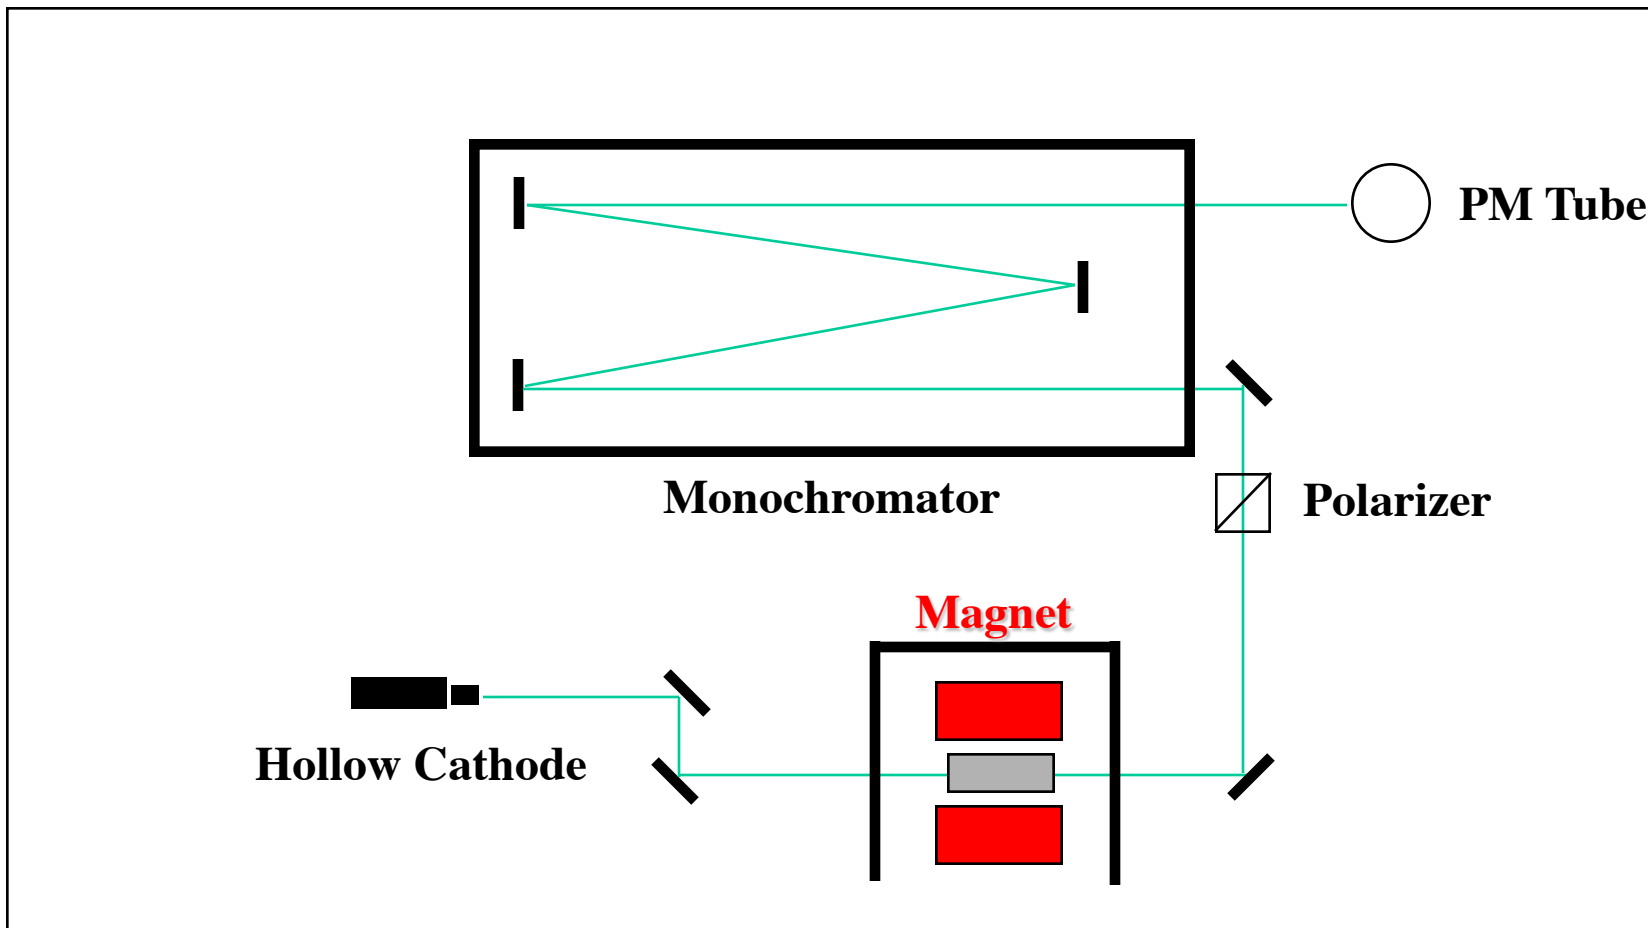 PM Tube
Monochromator
Polarizer
Magnet
Hollow Cathode